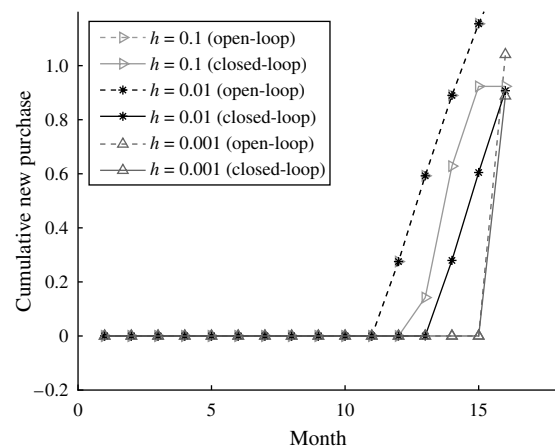 h = 0.1 (open-loop)
h = 0.1 (closed-loop)
h = 0.01 (open-loop)
h = 0.01 (closed-loop)
h = 0.001 (open-loop)
h = 0.001 (closed-loop)
1.0
0.8
0.6
0.4
0.2
0
−0.2
Cumulative new purchase
0
5
10
15
Month